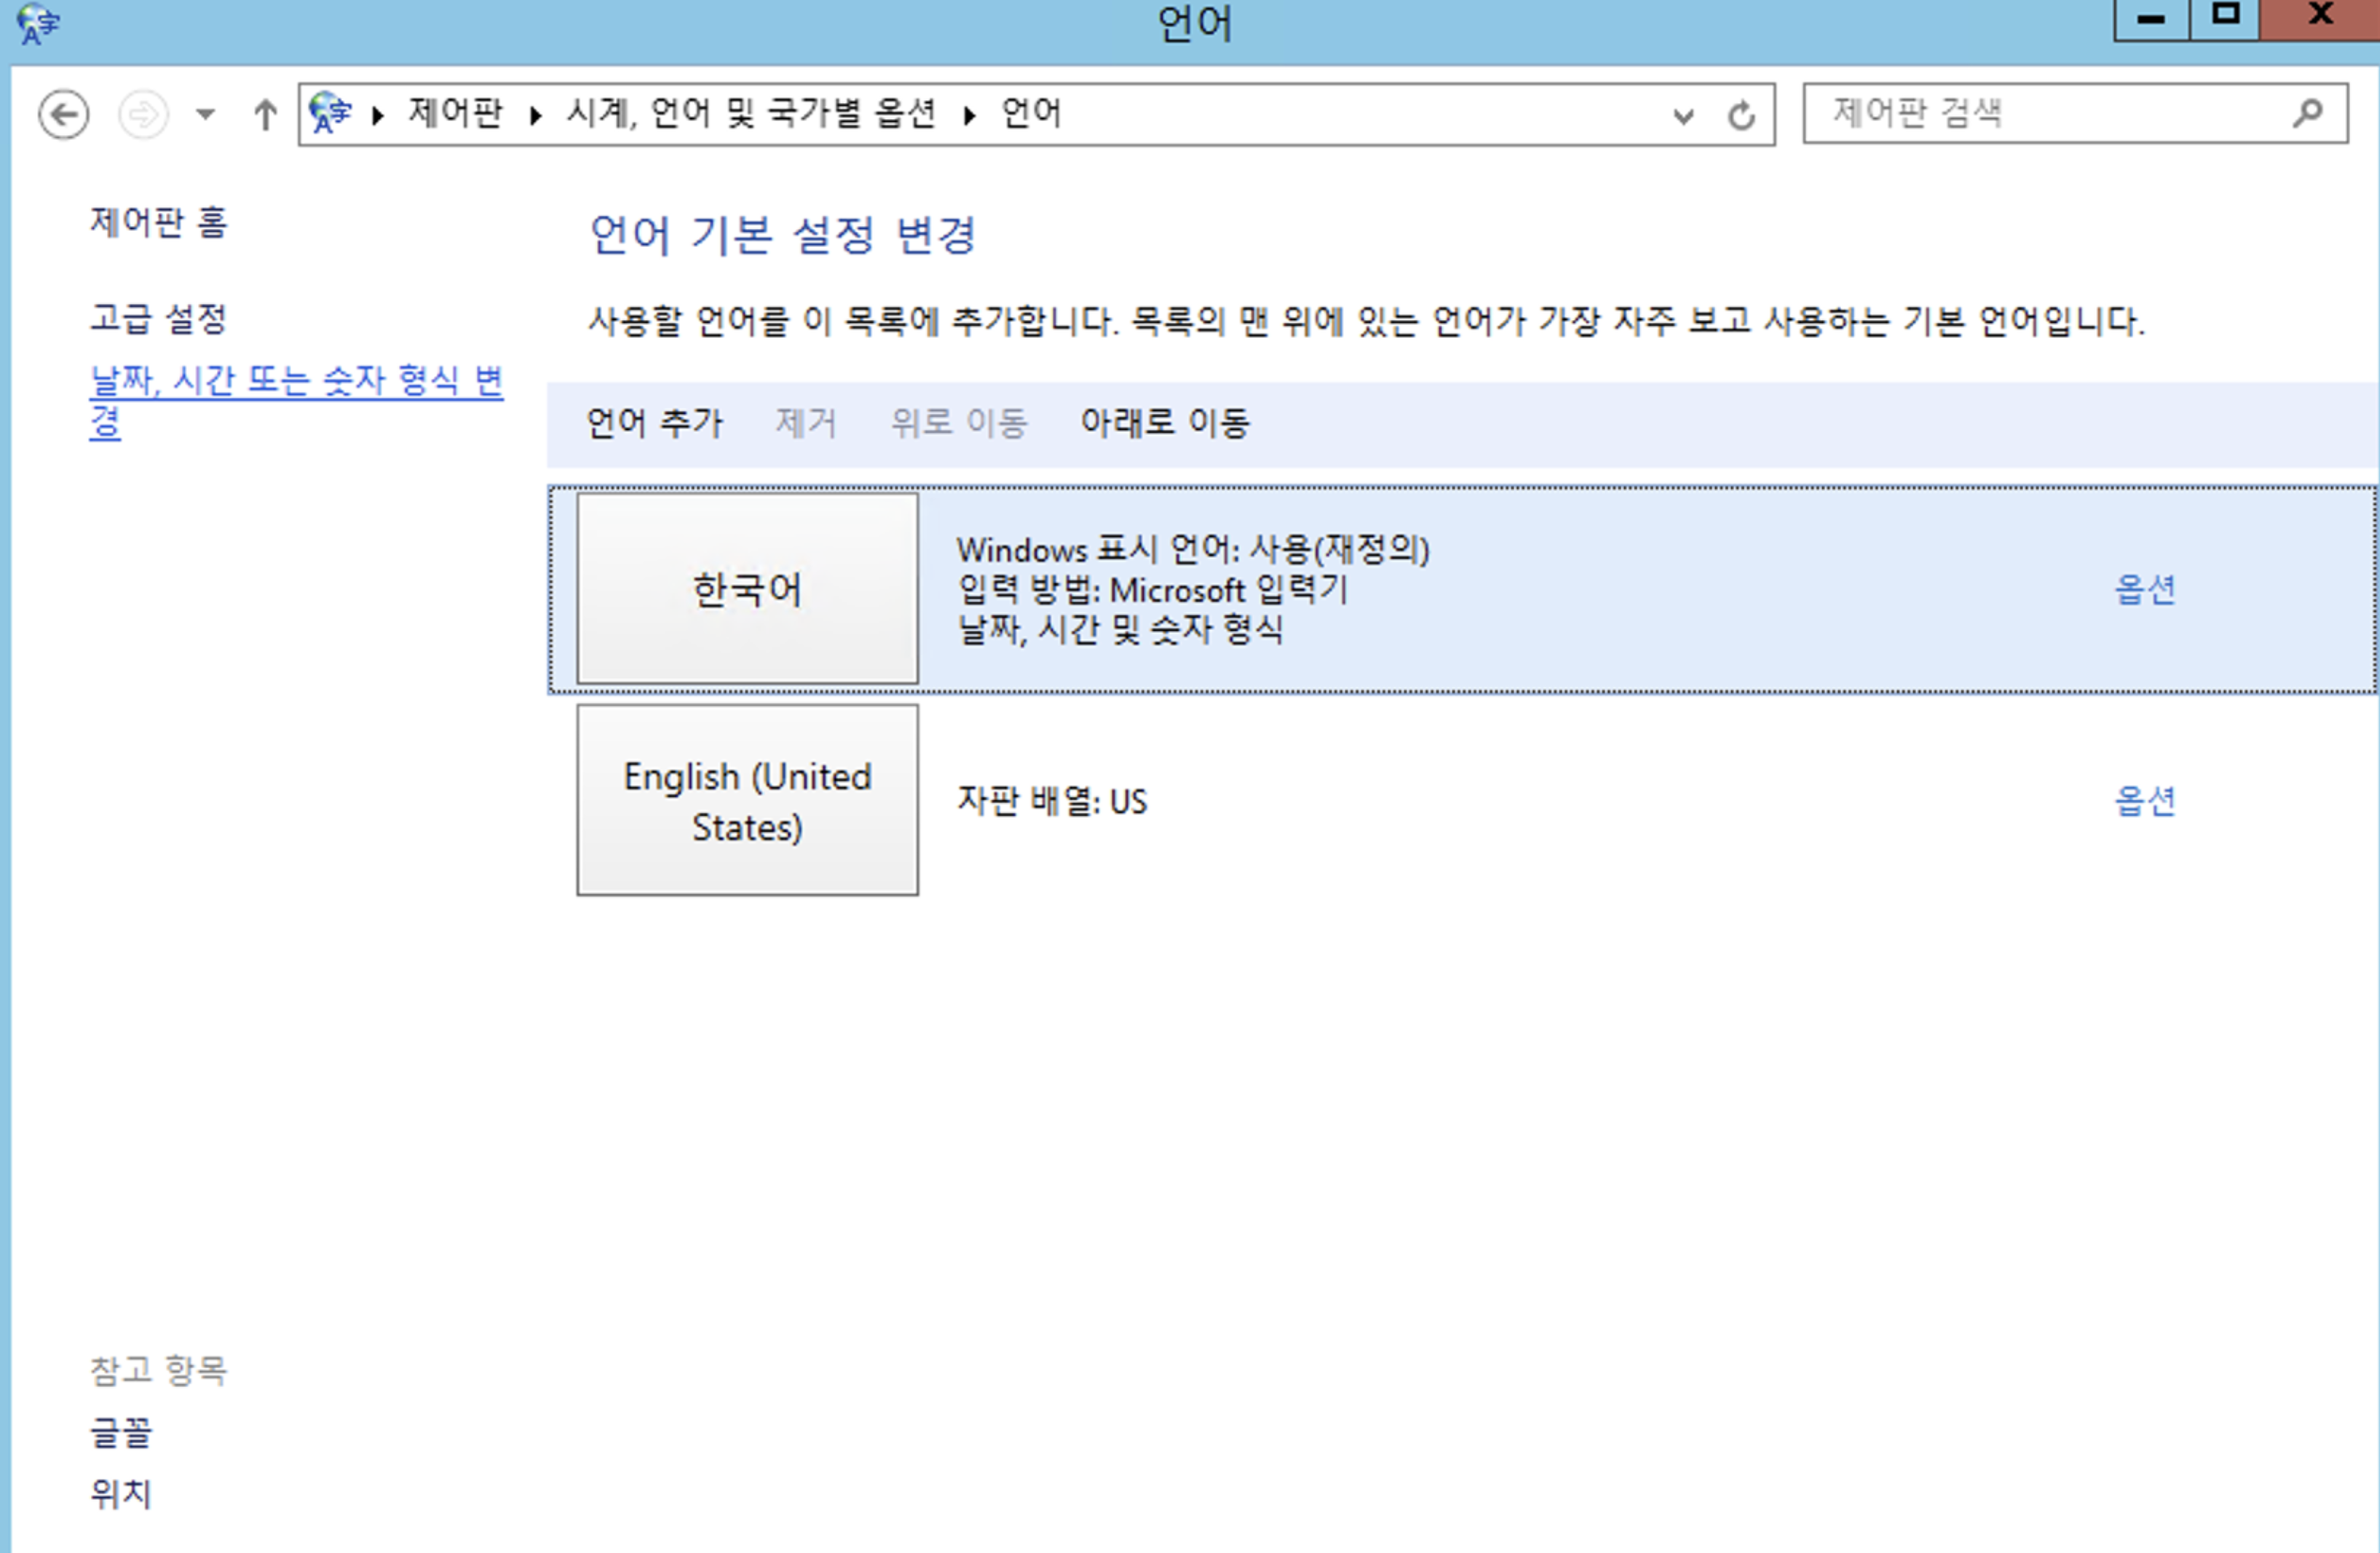 언어
제어판 ▶ 시계, 언어 및 국가별 옵션 ▶ 언어
제어판 검색
제어판 홈
고급 설정
날짜, 시간 또는 숫자 형식 변
경
언어 기본 설정 변경
사용할 언어를 이 목록에 추가합니다. 목록의 맨 위에 있는 언어가 가장 자주 보고 사용하는 기본 언어입니다.
언어 추가 제거 위로 이동 아래로 이동
한국어
Windows 표시 언어: 사용(재정의)
입력 방법: Microsoft 입력기
날짜, 시간 및 숫자 형식
옵션
English (United
States)
자판 배열: US
옵션
참고 항목
글꼴
위치